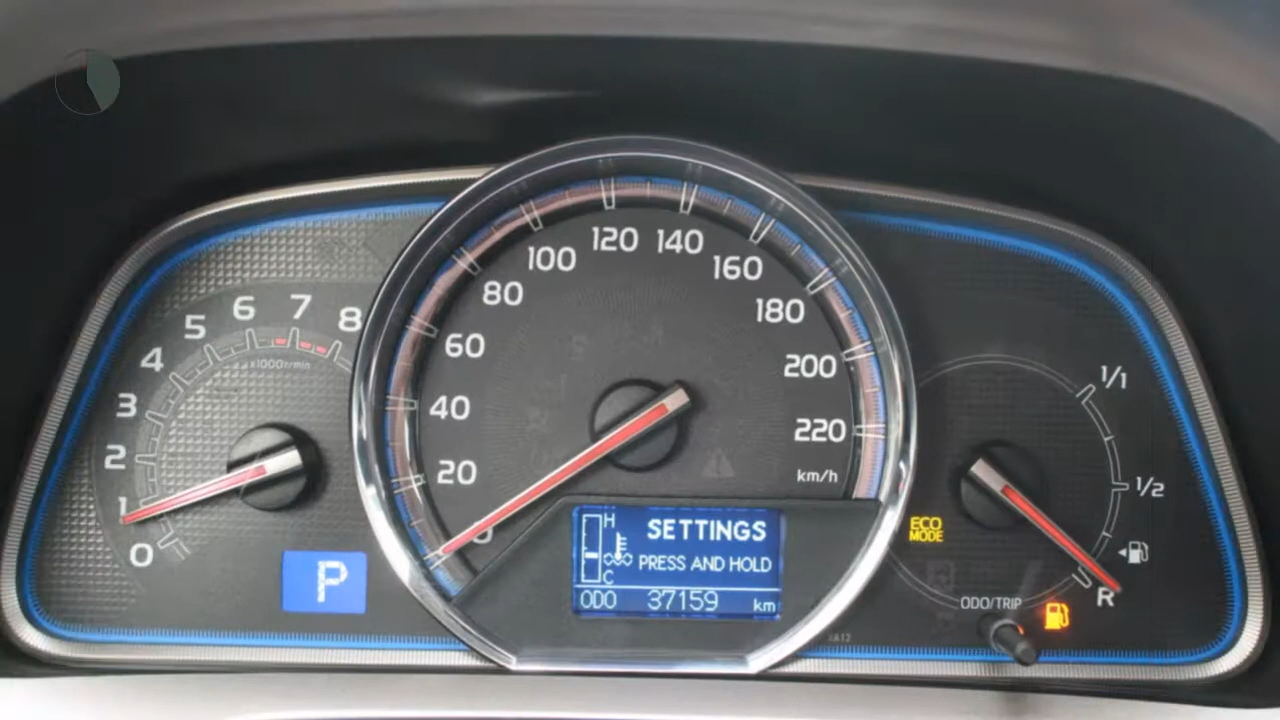 0
1
2
3
4
5
6
7
8
x1000r/min
P
0
20
40
60
80
100
120
140
160
180
200
220
km/h
H
C
SETTINGS
PRESS AND HOLD
ODO 37159 km
1/1
1/2
R
ECO
MODE
ODO/TRIP